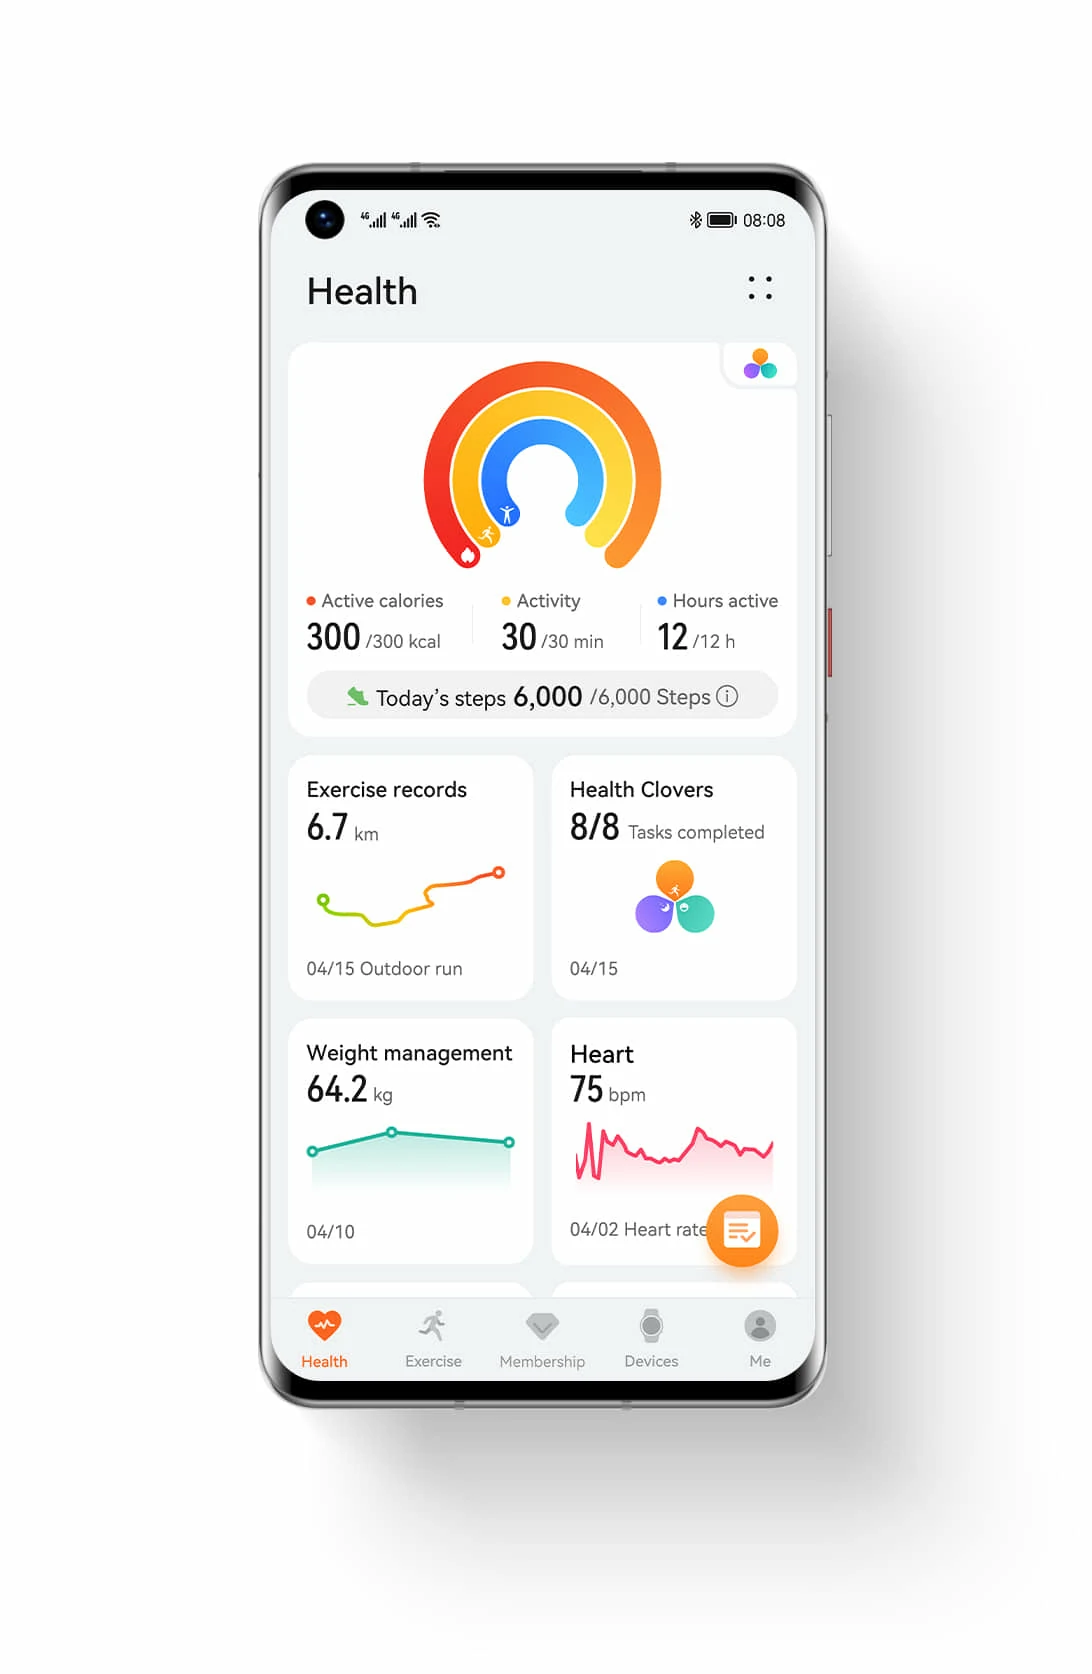 4G 4G 08:08
Health
Active calories Activity Hours active
300 /300 kcal 30 /30 min 12 /12 h
Today's steps 6,000 /6,000 Steps
Exercise records
6.7 km
04/15 Outdoor run
Health Clovers
8/8 Tasks completed
04/15
Weight management
64.2 kg
04/10
Heart
75 bpm
04/02 Heart rate
Health Exercise Membership Devices Me